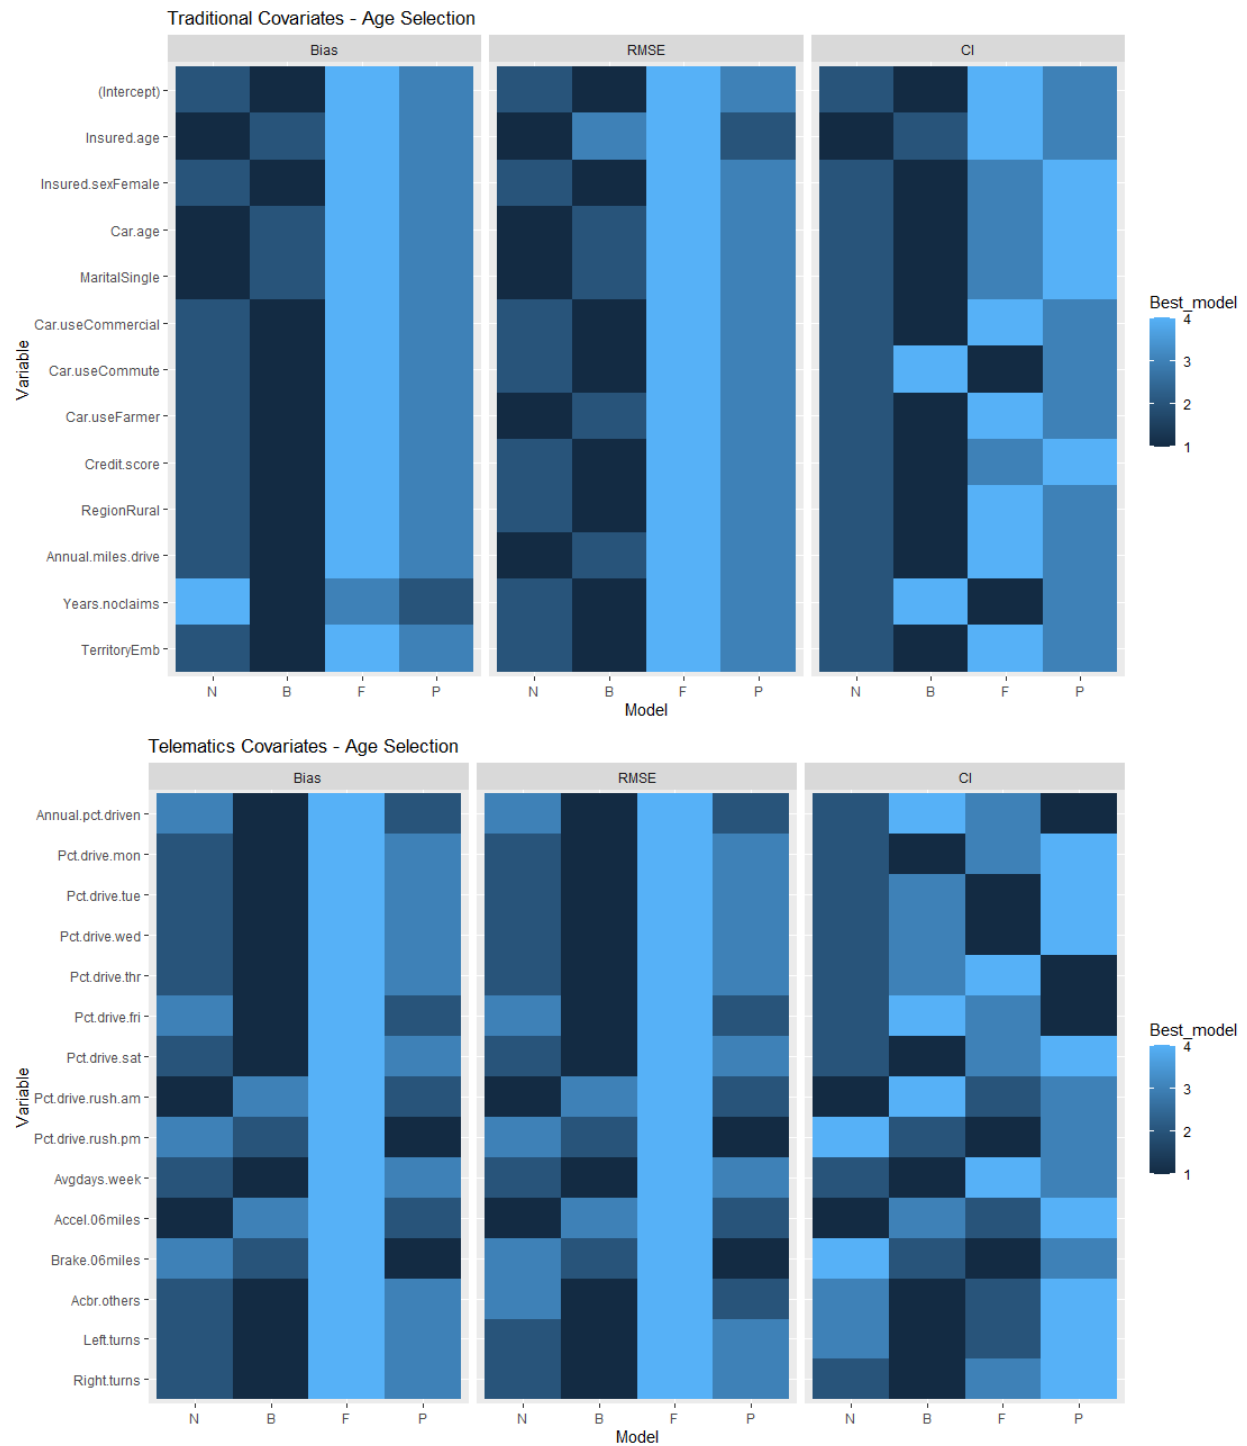 Traditional Covariates - Age Selection
Bias RMSE CI
(Intercept)
Insured.age
Insured.sexFemale
Car.age
MaritalSingle
Car.useCommercial
Car.useCommute
Car.useFarmer
Credit.score
RegionRural
Annual.miles.drive
Years.noclaims
TerritoryEmb
Variable
N B F P N B F P N B F P
Model
Best_model
4
3
2
1
Telematics Covariates - Age Selection
Bias RMSE CI
Annual.pct.driven
Pct.drive.mon
Pct.drive.tue
Pct.drive.wed
Pct.drive.thr
Pct.drive.fri
Pct.drive.sat
Pct.drive.rush.am
Pct.drive.rush.pm
Avgdays.week
Accel.06miles
Brake.06miles
Acbr.others
Left.turns
Right.turns
Variable
N B F P N B F P N B F P
Model
Best_model
4
3
2
1